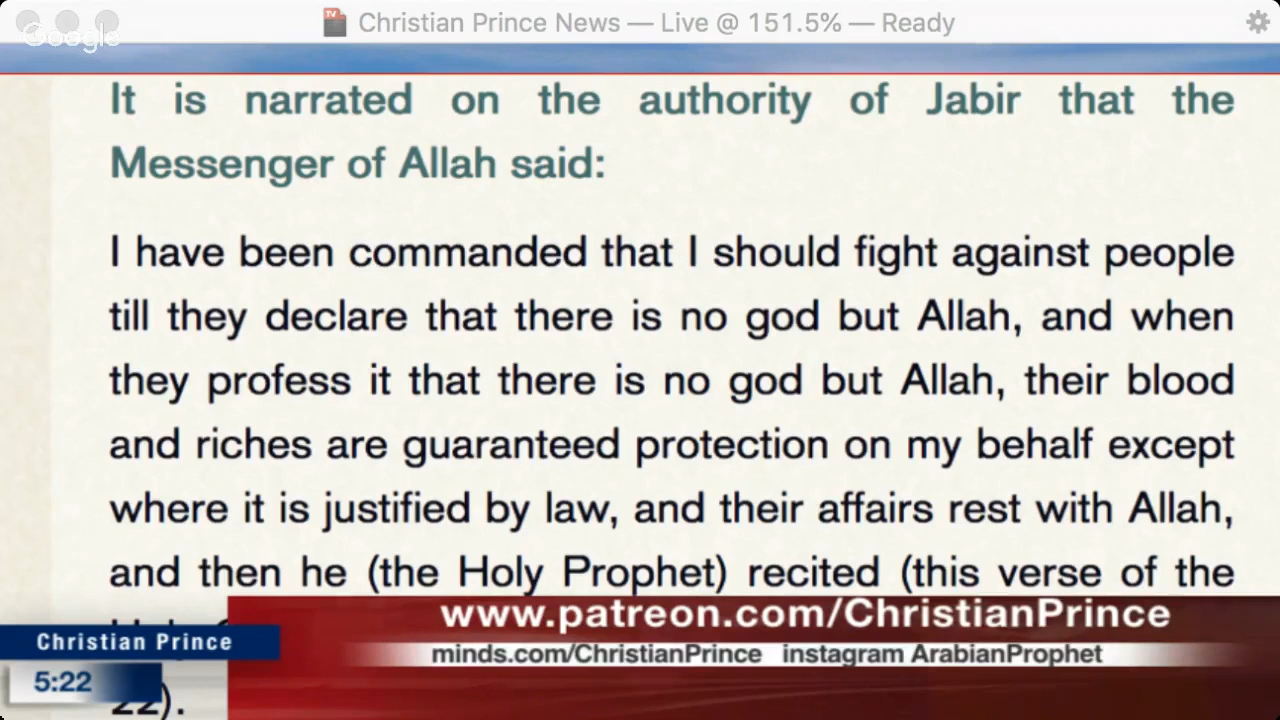 Christian Prince News — Live @ 151.5% — Ready
Google
It is narrated on the authority of Jabir that the
Messenger of Allah said:
I have been commanded that I should fight against people
till they declare that there is no god but Allah, and when
they profess it that there is no god but Allah, their blood
and riches are guaranteed protection on my behalf except
where it is justified by law, and their affairs rest with Allah,
and then he (the Holy Prophet) recited (this verse of the
22).
www.patreon.com/ChristianPrince
minds.com/ChristianPrince instagram ArabianProphet
Christian Prince
5:22